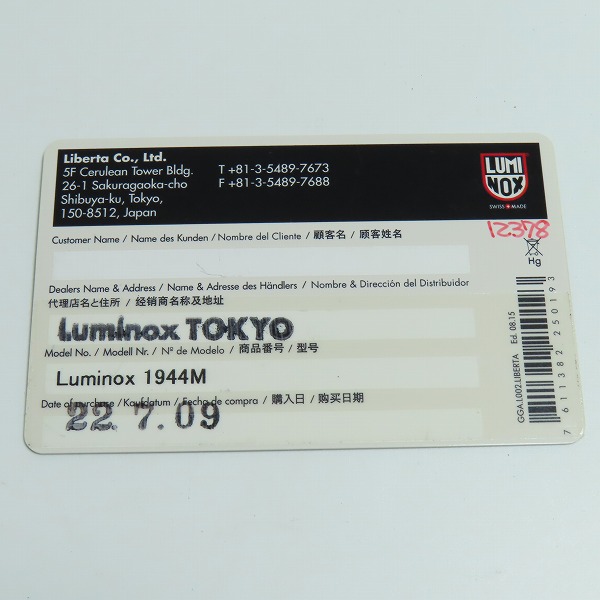 Liberta Co., Ltd.
5F Cerulean Tower Bldg.
26-1 Sakuragaoka-cho
Shibuya-ku, Tokyo,
150-8512, Japan
T +81-3-5489-7673
F +81-3-5489-7688
LUMI
NOX
SWISS MADE
12378
Hg
Customer Name / Name des Kunden / Nombre del Cliente / 顧客名 / 顾客姓名
Dealers Name & Address / Name & Adresse des Händlers / Nombre & Dirección del Distribuidor
代理店名と住所 / 经销商名称及地址
Luminox TOKYO
Model No. / Modell Nr. / Nº de Modelo / 商品番号 / 型号
Luminox 1944M
Date of purchase / Kaufdatum / Fecha de compra / 購入日 / 购买日期
22.7.09
GGA.L002.LIBERTA Ed. 08.15
7 611382 250193